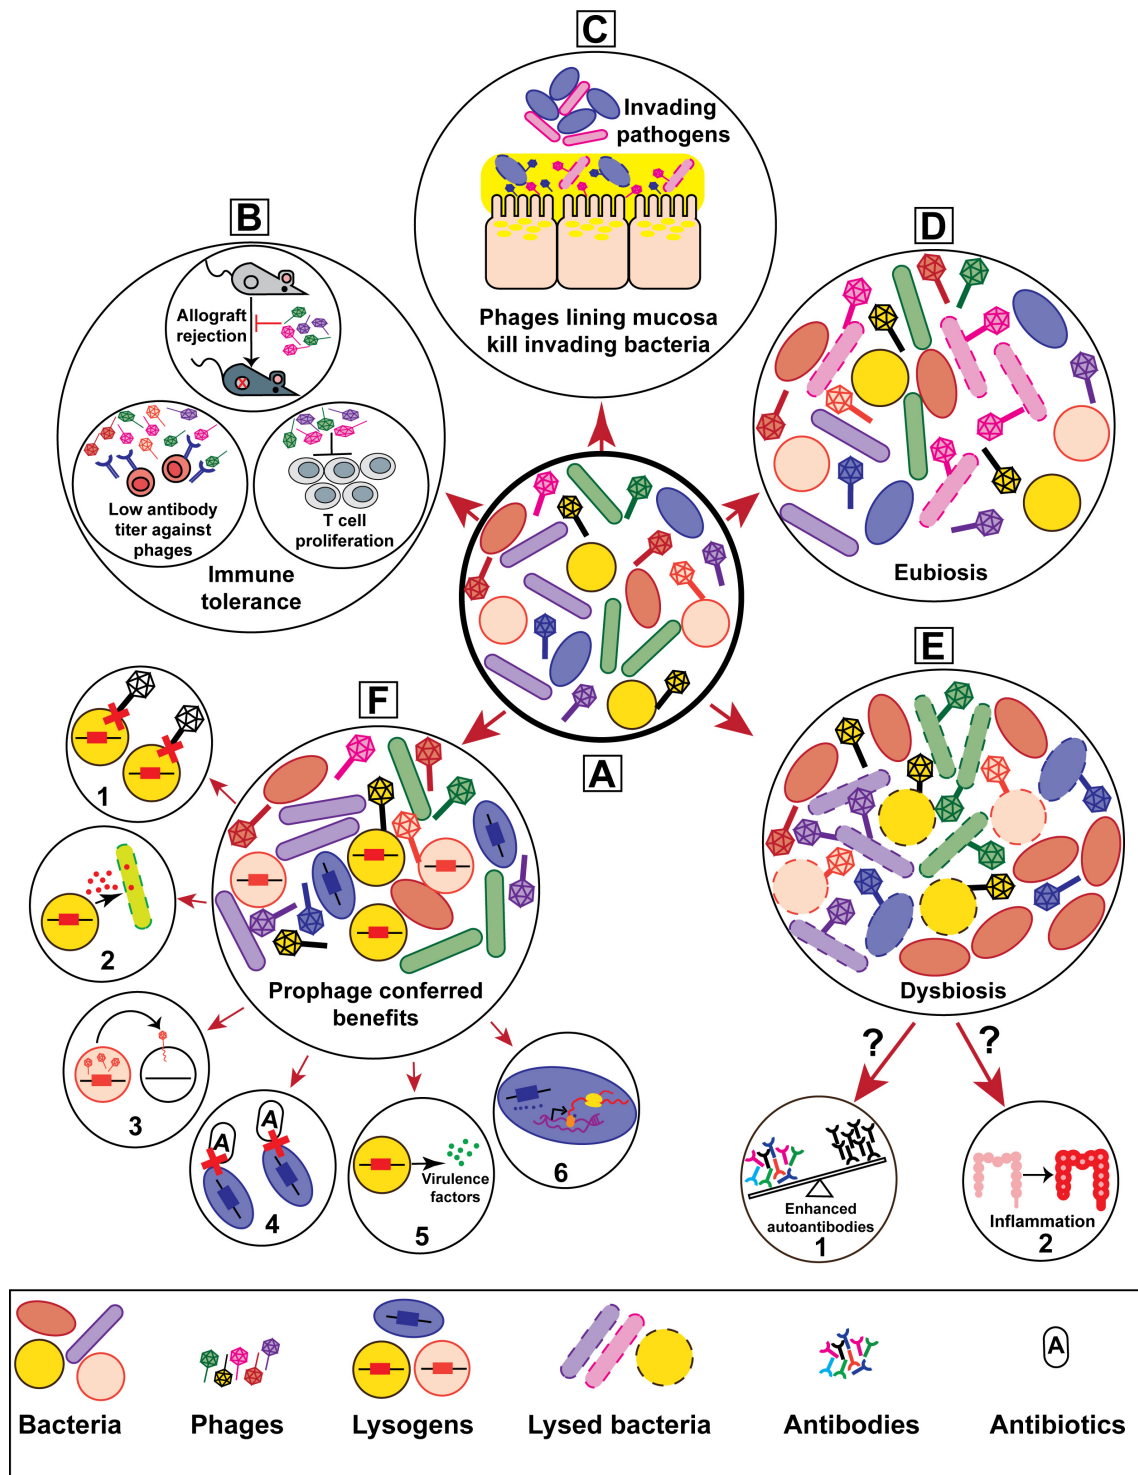 C
Invading
pathogens
Phages lining mucosa
kill invading bacteria
B
Allograft
rejection
Low antibody
titer against
phages
T cell
proliferation
Immune
tolerance
D
Eubiosis
A
E
Dysbiosis
?
?
Enhanced
autoantibodies
1
Inflammation
2
F
Prophage conferred
benefits
1
2
3
A
A
4
Virulence
factors
5
6
Bacteria
Phages
Lysogens
Lysed bacteria
Antibodies
A
Antibiotics